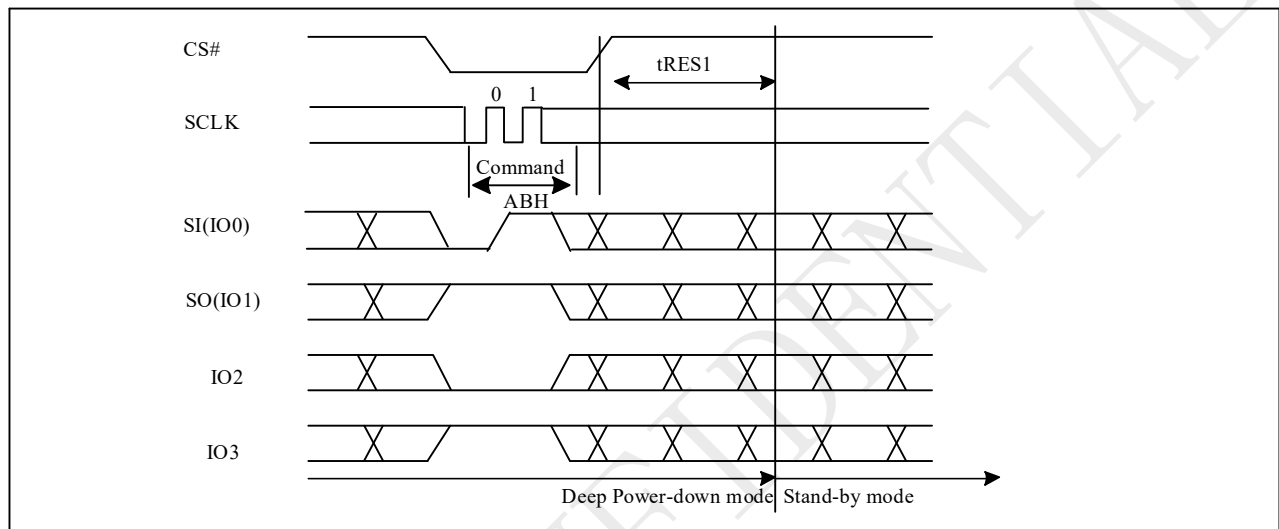 CS#
tRES1
0 1
SCLK
Command
ABH
SI(IO0)
SO(IO1)
IO2
IO3
Deep Power-down mode Stand-by mode